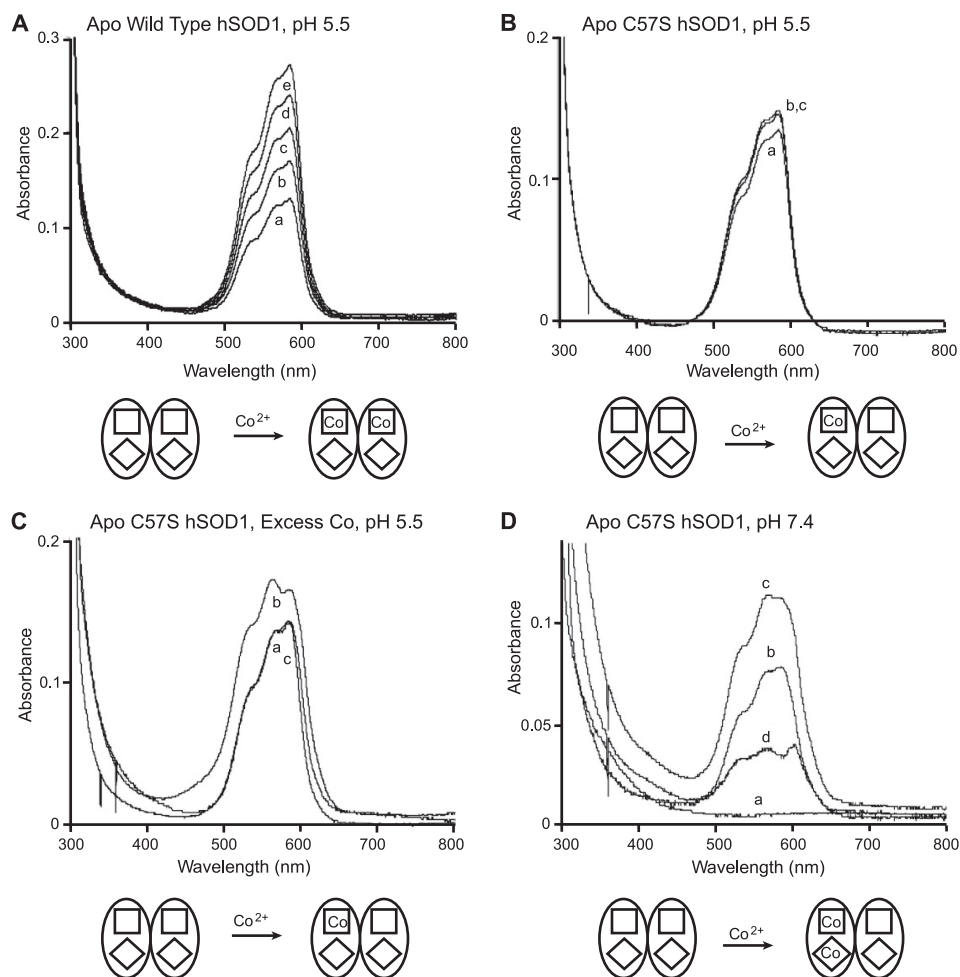 A Apo Wild Type hSOD1, pH 5.5
0.3
0.2
0.1
0
Absorbance
e
d
c
b
a
300 400 500 600 700 800
Wavelength (nm)
Co2+
Co Co
B Apo C57S hSOD1, pH 5.5
0.2
0.1
0
Absorbance
b,c
a
300 400 500 600 700 800
Wavelength (nm)
Co2+
Co
C Apo C57S hSOD1, Excess Co, pH 5.5
0.2
0.1
0
Absorbance
b
a
c
300 400 500 600 700 800
Wavelength (nm)
Co2+
Co
D Apo C57S hSOD1, pH 7.4
0.1
0.05
0
Absorbance
c
b
d
a
300 400 500 600 700 800
Wavelength (nm)
Co2+
Co
Co